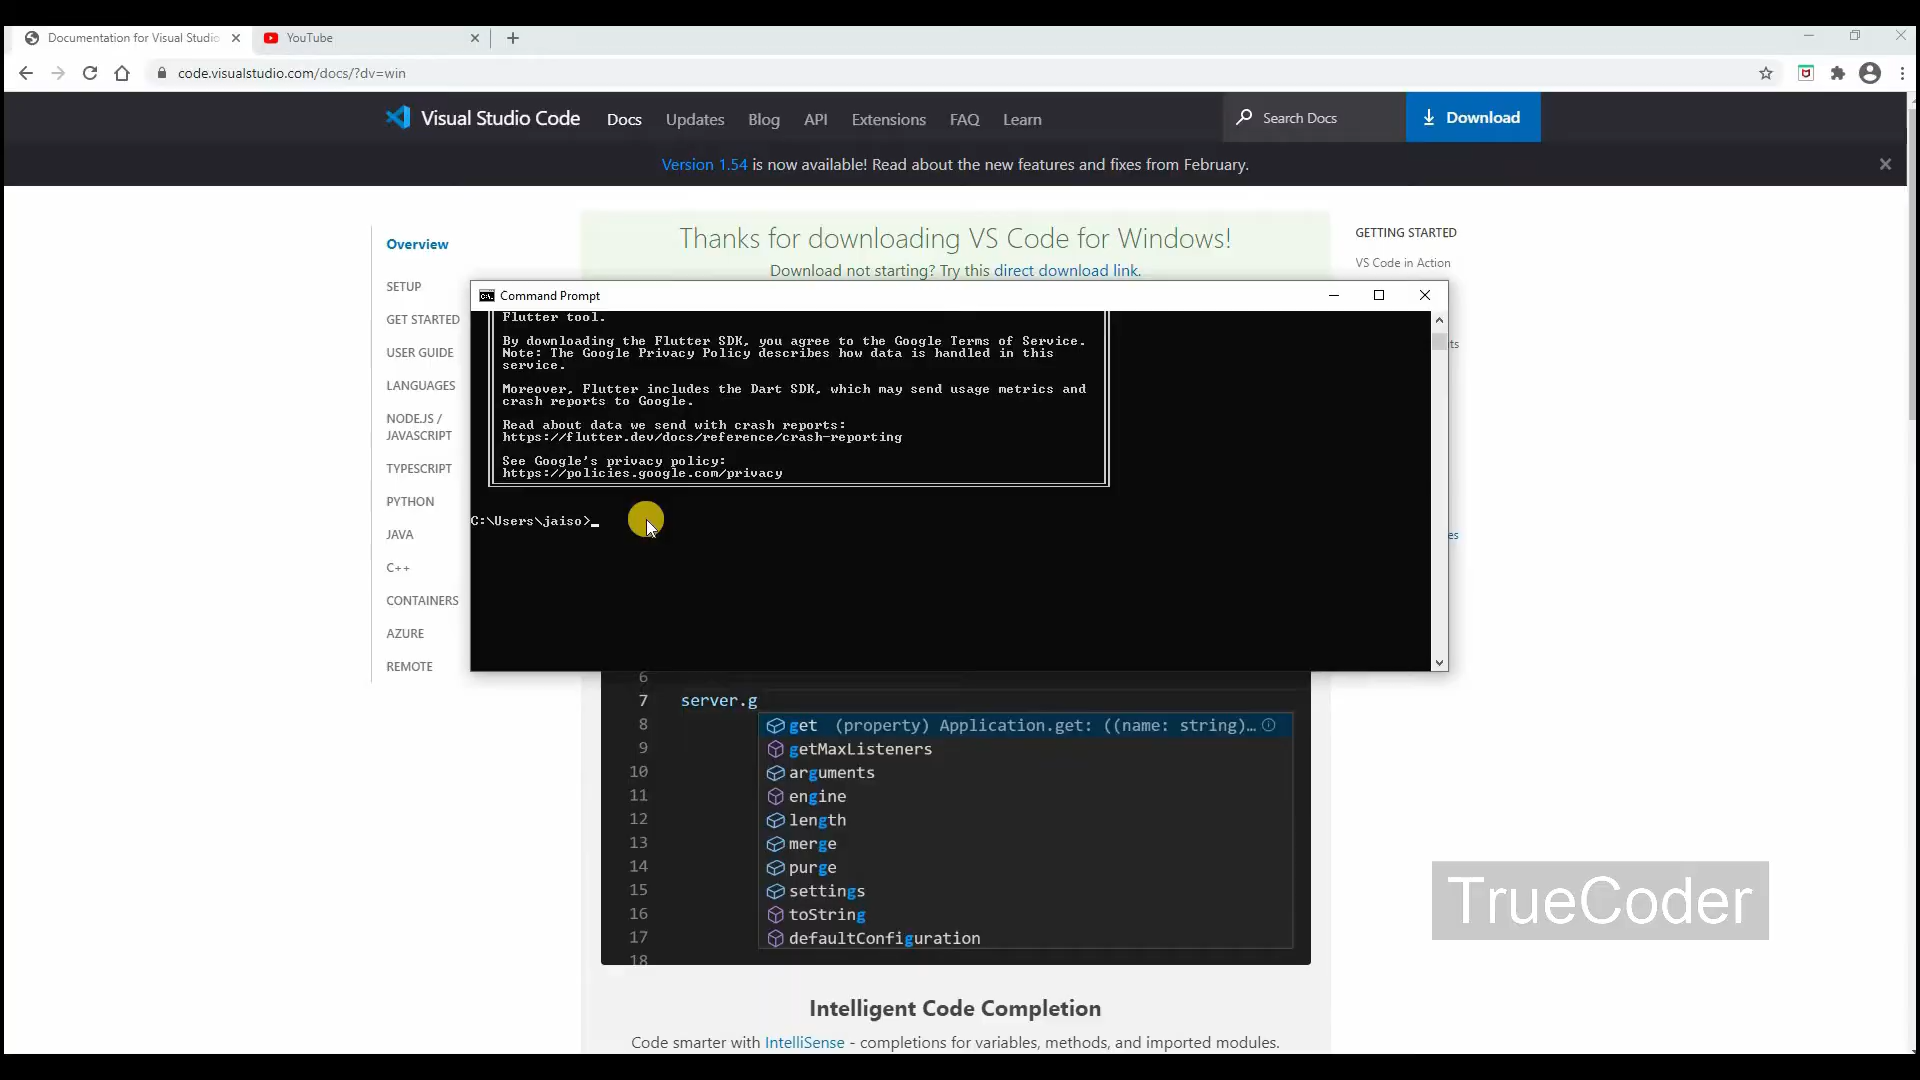 Documentation for Visual Studio
YouTube
code.visualstudio.com/docs/?dv=win
Visual Studio Code
Docs
Updates
Blog
API
Extensions
FAQ
Learn
Search Docs
Download
Version 1.54 is now available! Read about the new features and fixes from February.
Overview
SETUP
GET STARTED
USER GUIDE
LANGUAGES
NODE.JS /
JAVASCRIPT
TYPESCRIPT
PYTHON
JAVA
C++
CONTAINERS
AZURE
REMOTE
Thanks for downloading VS Code for Windows!
Download not starting? Try this direct download link.
GETTING STARTED
VS Code in Action
ts
es
Command Prompt
Flutter tool.
By downloading the Flutter SDK, you agree to the Google Terms of Service.
Note: The Google Privacy Policy describes how data is handled in this
service.
Moreover, Flutter includes the Dart SDK, which may send usage metrics and
crash reports to Google.
Read about data we send with crash reports:
https://flutter.dev/docs/reference/crash-reporting
See Google's privacy policy:
https://policies.google.com/privacy
C:\Users\jaiso>_
6
7 server.g
8 get (property) Application.get: ((name: string)…
9 getMaxListeners
10 arguments
11 engine
12 length
13 merge
14 purge
15 settings
16 toString
17 defaultConfiguration
18
TrueCoder
Intelligent Code Completion
Code smarter with IntelliSense - completions for variables, methods, and imported modules.